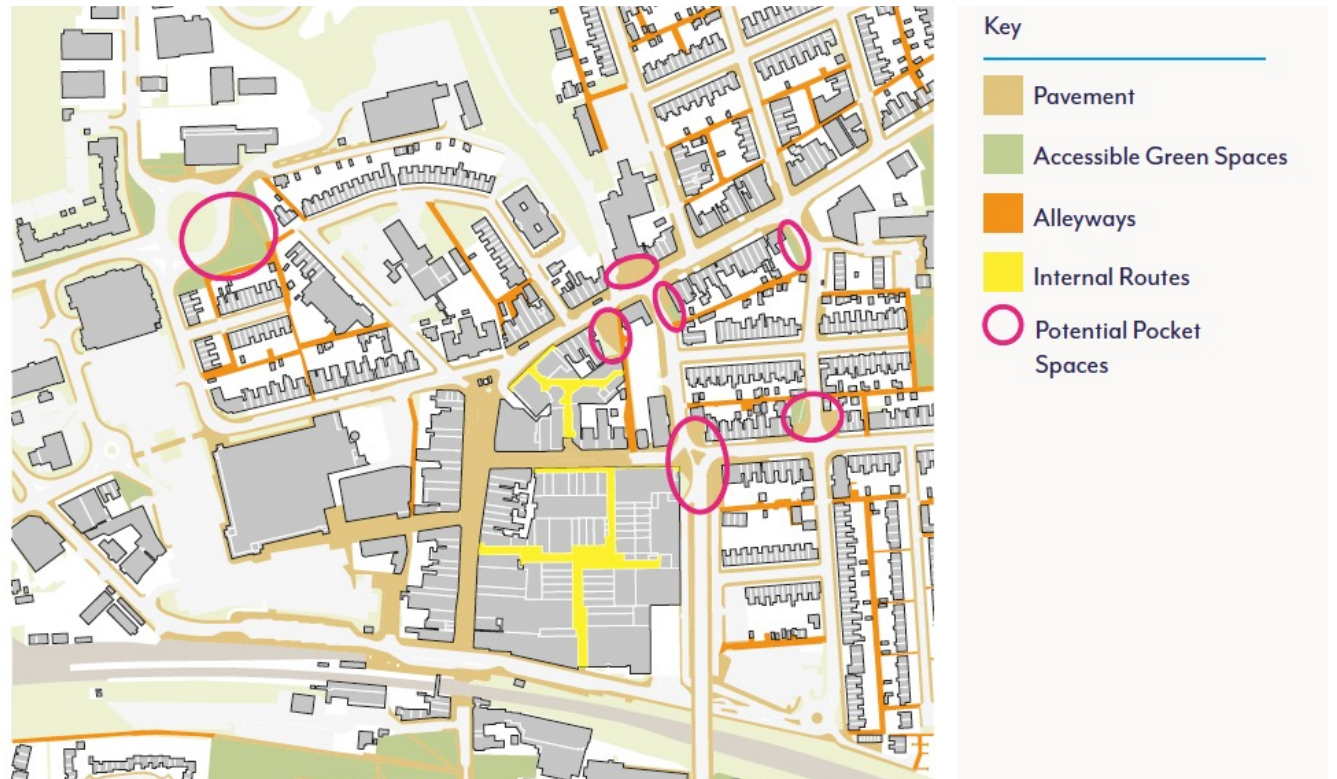 Key
Pavement
Accessible Green Spaces
Alleyways
Internal Routes
Potential Pocket
Spaces